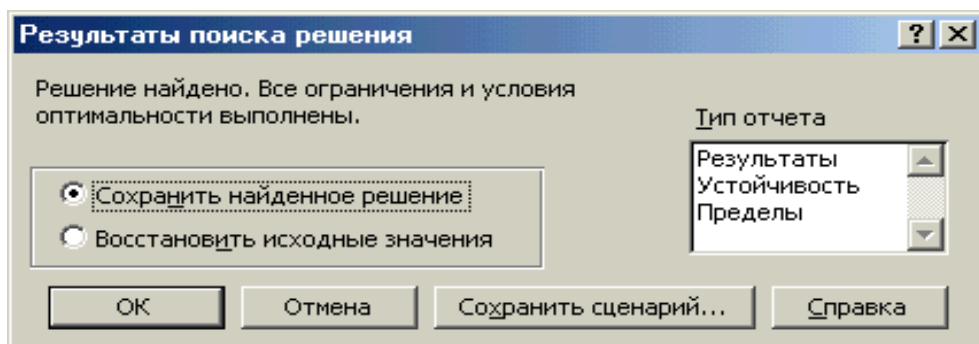 Результаты поиска решения
Решение найдено. Все ограничения и условия
оптимальности выполнены.
Тип отчета
Результаты
Устойчивость
Пределы
Сохранить найденное решение
Восстановить исходные значения
ОК
Отмена
Сохранить сценарий...
Справка